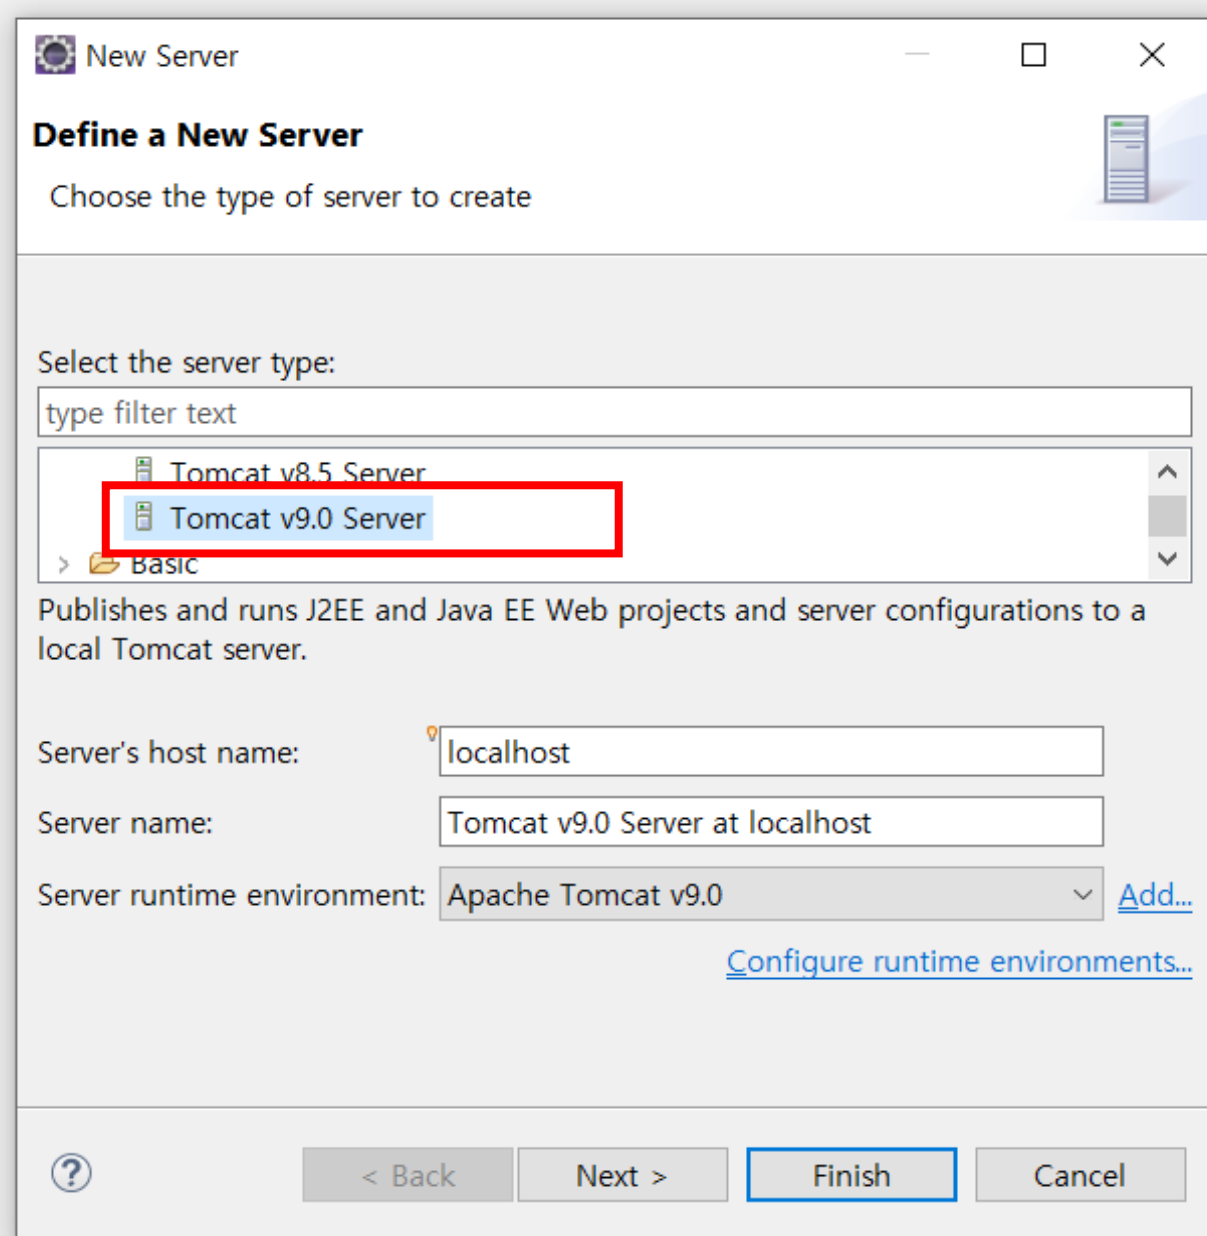 New Server
Define a New Server
Choose the type of server to create
Select the server type:
type filter text
Tomcat v8.5 Server
Tomcat v9.0 Server
Basic
Publishes and runs J2EE and Java EE Web projects and server configurations to a
local Tomcat server.
Server's host name: localhost
Server name: Tomcat v9.0 Server at localhost
Server runtime environment: Apache Tomcat v9.0 Add...
Configure runtime environments...
? < Back Next > Finish Cancel